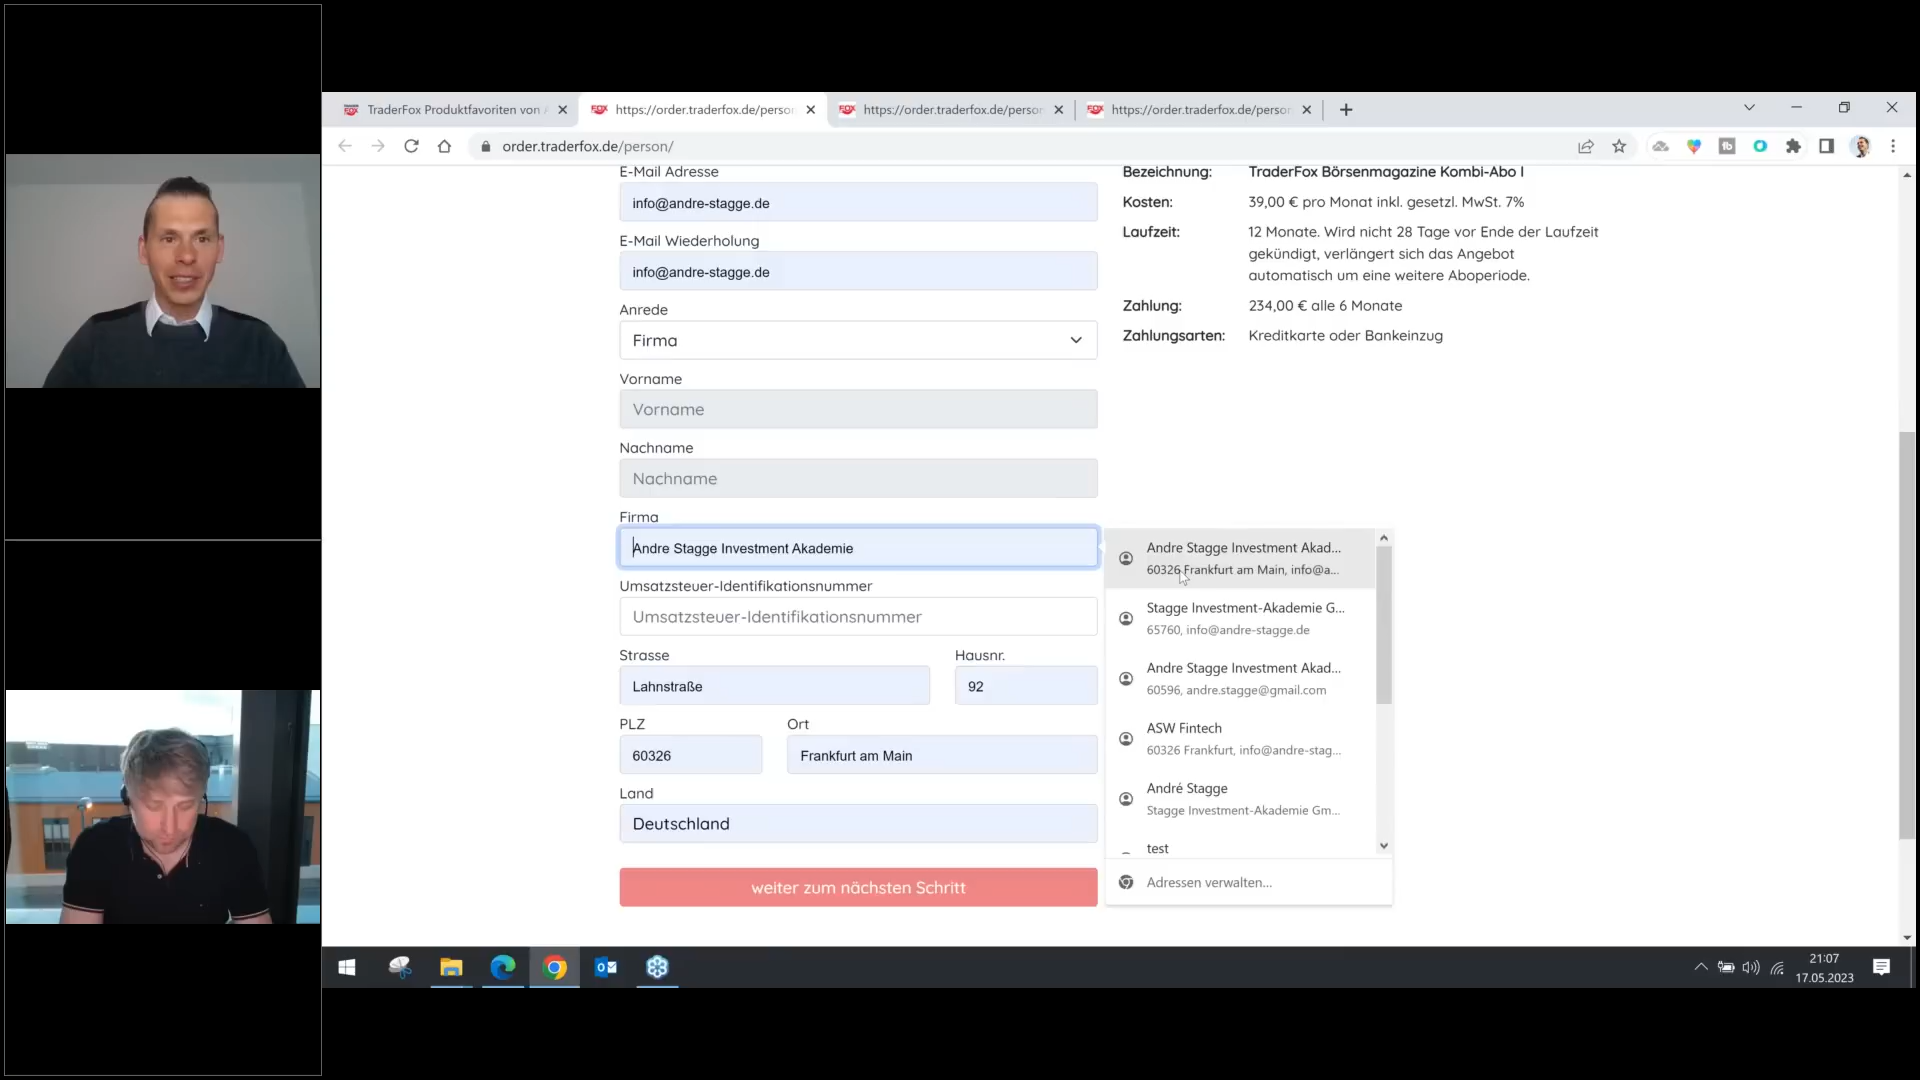 TraderFox Produktfavoriten von
https://order.traderfox.de/person
https://order.traderfox.de/person
https://order.traderfox.de/person
order.traderfox.de/person/
E-Mail Adresse
info@andre-stagge.de
E-Mail Wiederholung
info@andre-stagge.de
Anrede
Firma
Vorname
Vorname
Nachname
Nachname
Firma
Andre Stagge Investment Akademie
Umsatzsteuer-Identifikationsnummer
Umsatzsteuer-Identifikationsnummer
Strasse Hausnr.
Lahnstraße 92
PLZ Ort
60326 Frankfurt am Main
Land
Deutschland
weiter zum nächsten Schritt
Bezeichnung: TraderFox Börsenmagazine Kombi-Abo I
Kosten: 39,00 € pro Monat inkl. gesetzl. MwSt. 7%
Laufzeit: 12 Monate. Wird nicht 28 Tage vor Ende der Laufzeit
gekündigt, verlängert sich das Angebot
automatisch um eine weitere Aboperiode.
Zahlung: 234,00 € alle 6 Monate
Zahlungsarten: Kreditkarte oder Bankeinzug
Andre Stagge Investment Akad...
60326 Frankfurt am Main, info@a...
Stagge Investment-Akademie G...
65760, info@andre-stagge.de
Andre Stagge Investment Akad...
60596, andre.stagge@gmail.com
ASW Fintech
60326 Frankfurt, info@andre-stag...
André Stagge
Stagge Investment-Akademie Gm...
test
Adressen verwalten...
21:07
17.05.2023